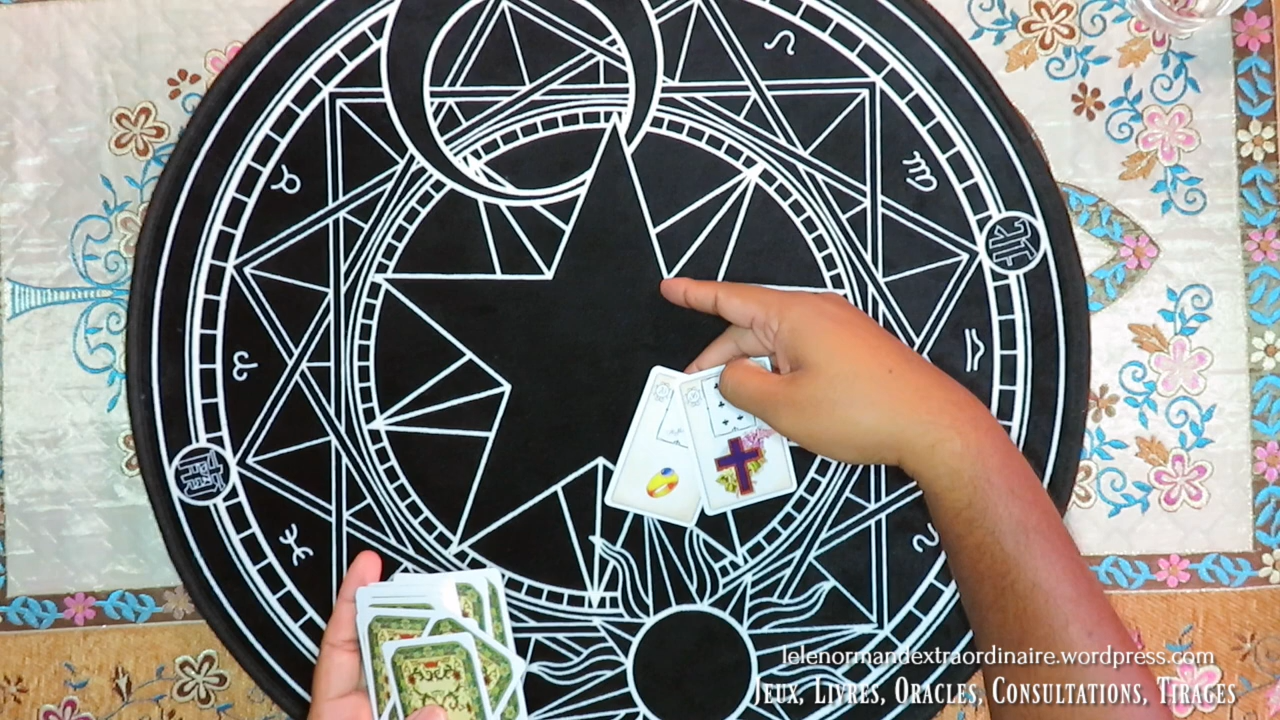 lelenormandextraordinaire.wordpress.com
Jeux, Livres, Oracles, Consultations, Tirages